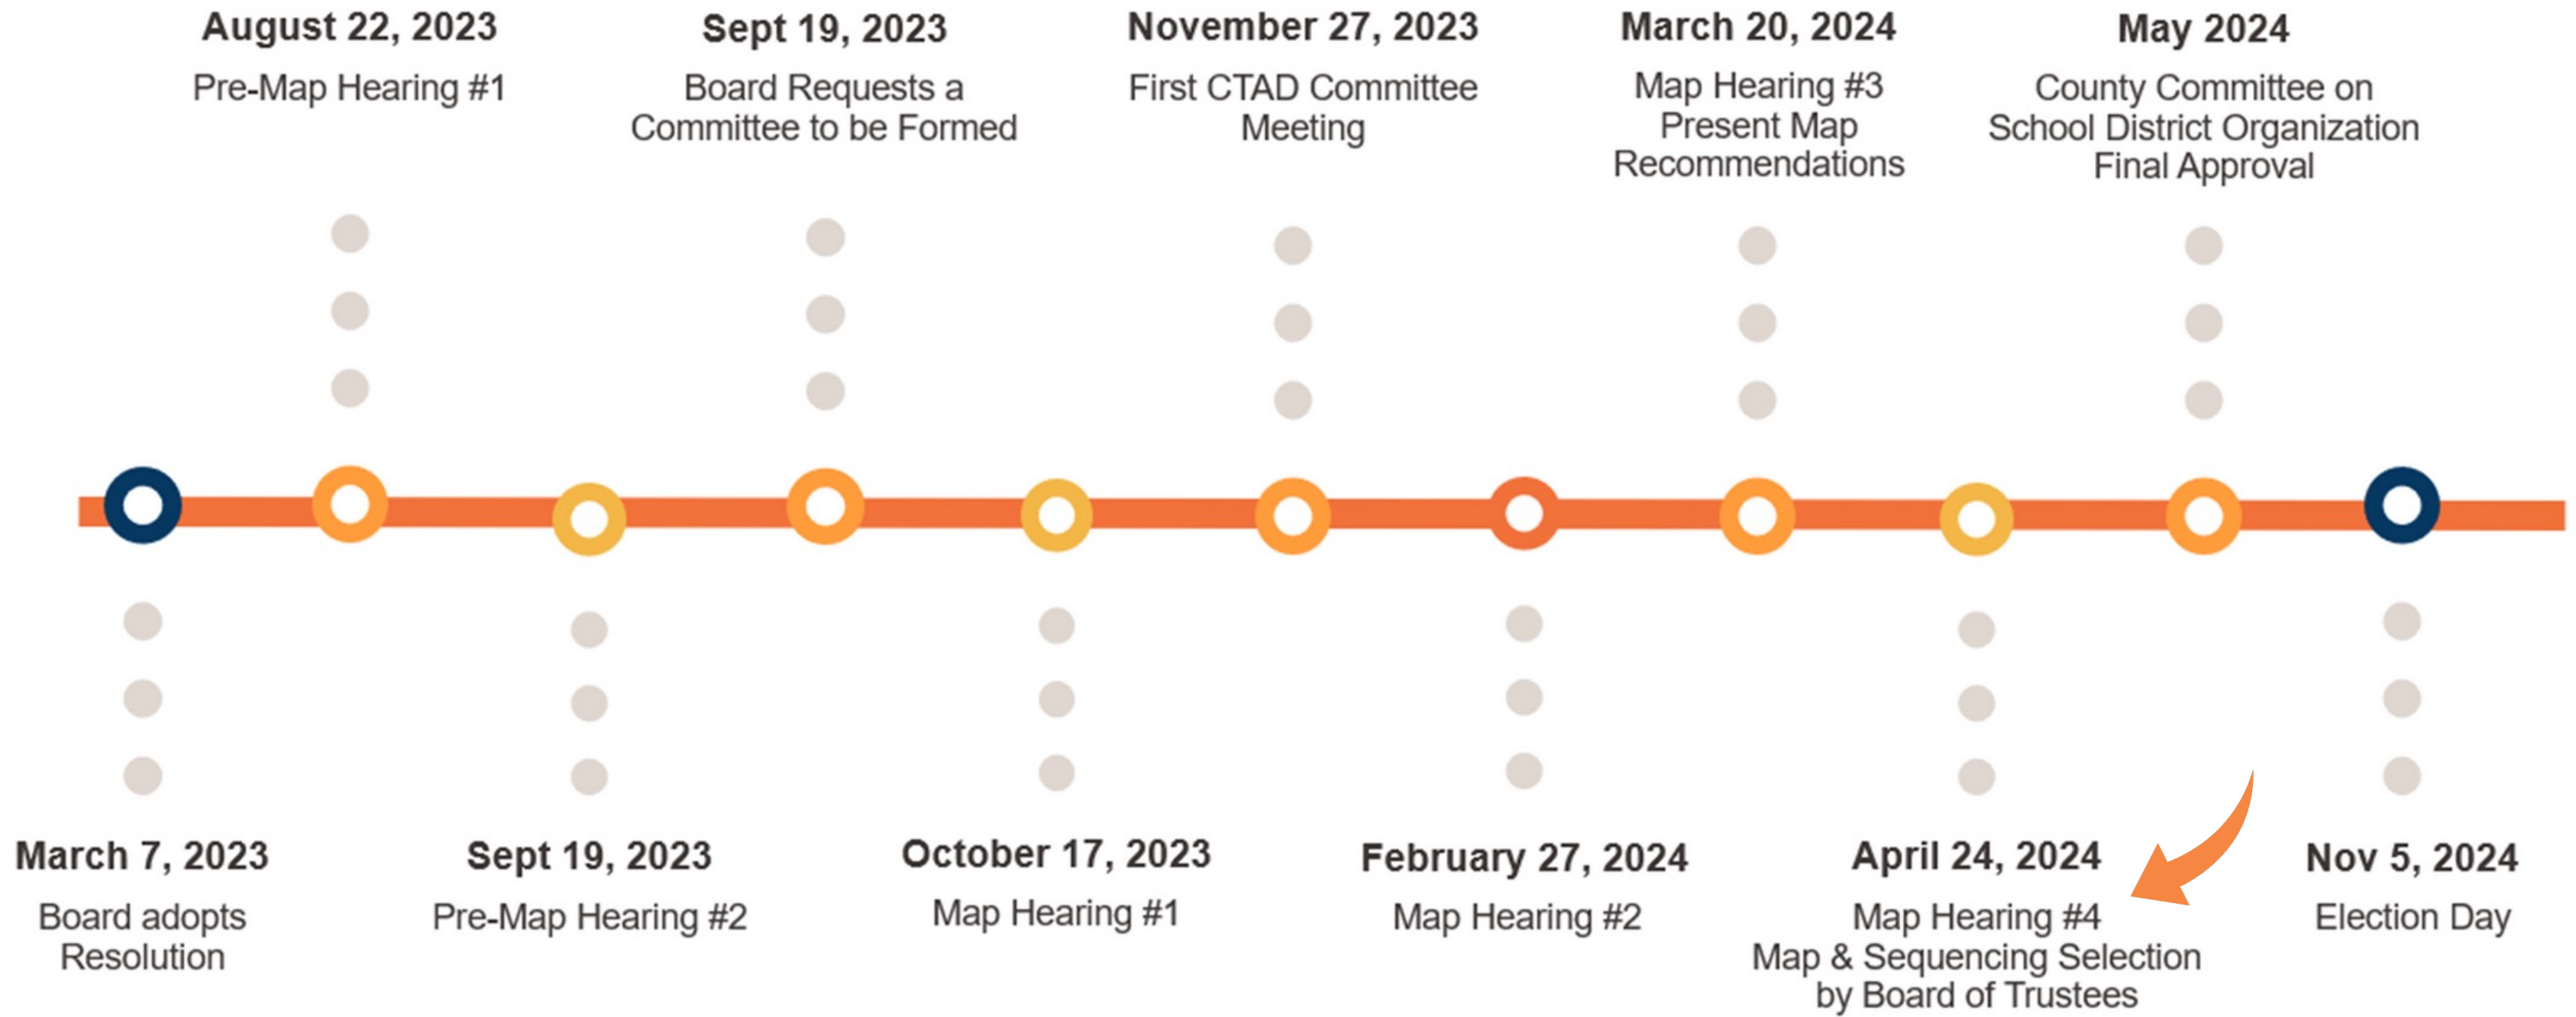 August 22, 2023
Pre-Map Hearing #1
Sept 19, 2023
Board Requests a
Committee to be Formed
November 27, 2023
First CTAD Committee
Meeting
March 20, 2024
Map Hearing #3
Present Map
Recommendations
May 2024
County Committee on
School District Organization
Final Approval
March 7, 2023
Board adopts
Resolution
Sept 19, 2023
Pre-Map Hearing #2
October 17, 2023
Map Hearing #1
February 27, 2024
Map Hearing #2
April 24, 2024
Map Hearing #4
Map & Sequencing Selection
by Board of Trustees
Nov 5, 2024
Election Day